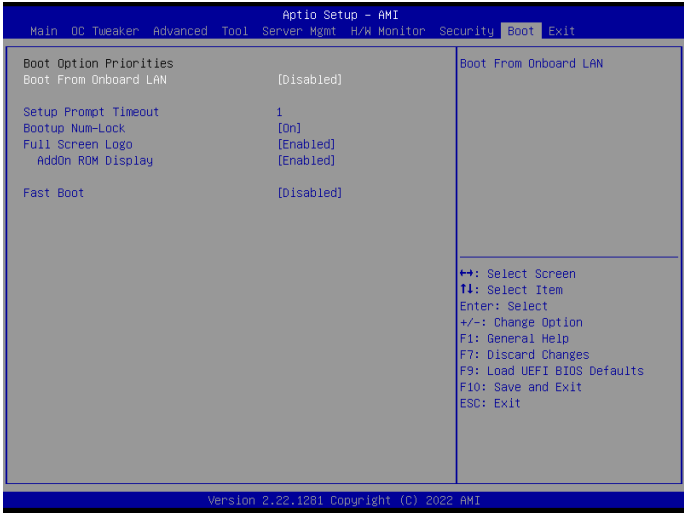 Aptio Setup – AMI
Main OC Tweaker Advanced Tool Server Mgmt H/W Monitor Security Boot Exit
Boot Option Priorities
Boot From Onboard LAN [Disabled]
Setup Prompt Timeout 1
Bootup Num-Lock [On]
Full Screen Logo [Enabled]
AddOn ROM Display [Enabled]
Fast Boot [Disabled]
Boot From Onboard LAN
↔: Select Screen
↑↓: Select Item
Enter: Select
+/-: Change Option
F1: General Help
F7: Discard Changes
F9: Load UEFI BIOS Defaults
F10: Save and Exit
ESC: Exit
Version 2.22.1281 Copyright (C) 2022 AMI